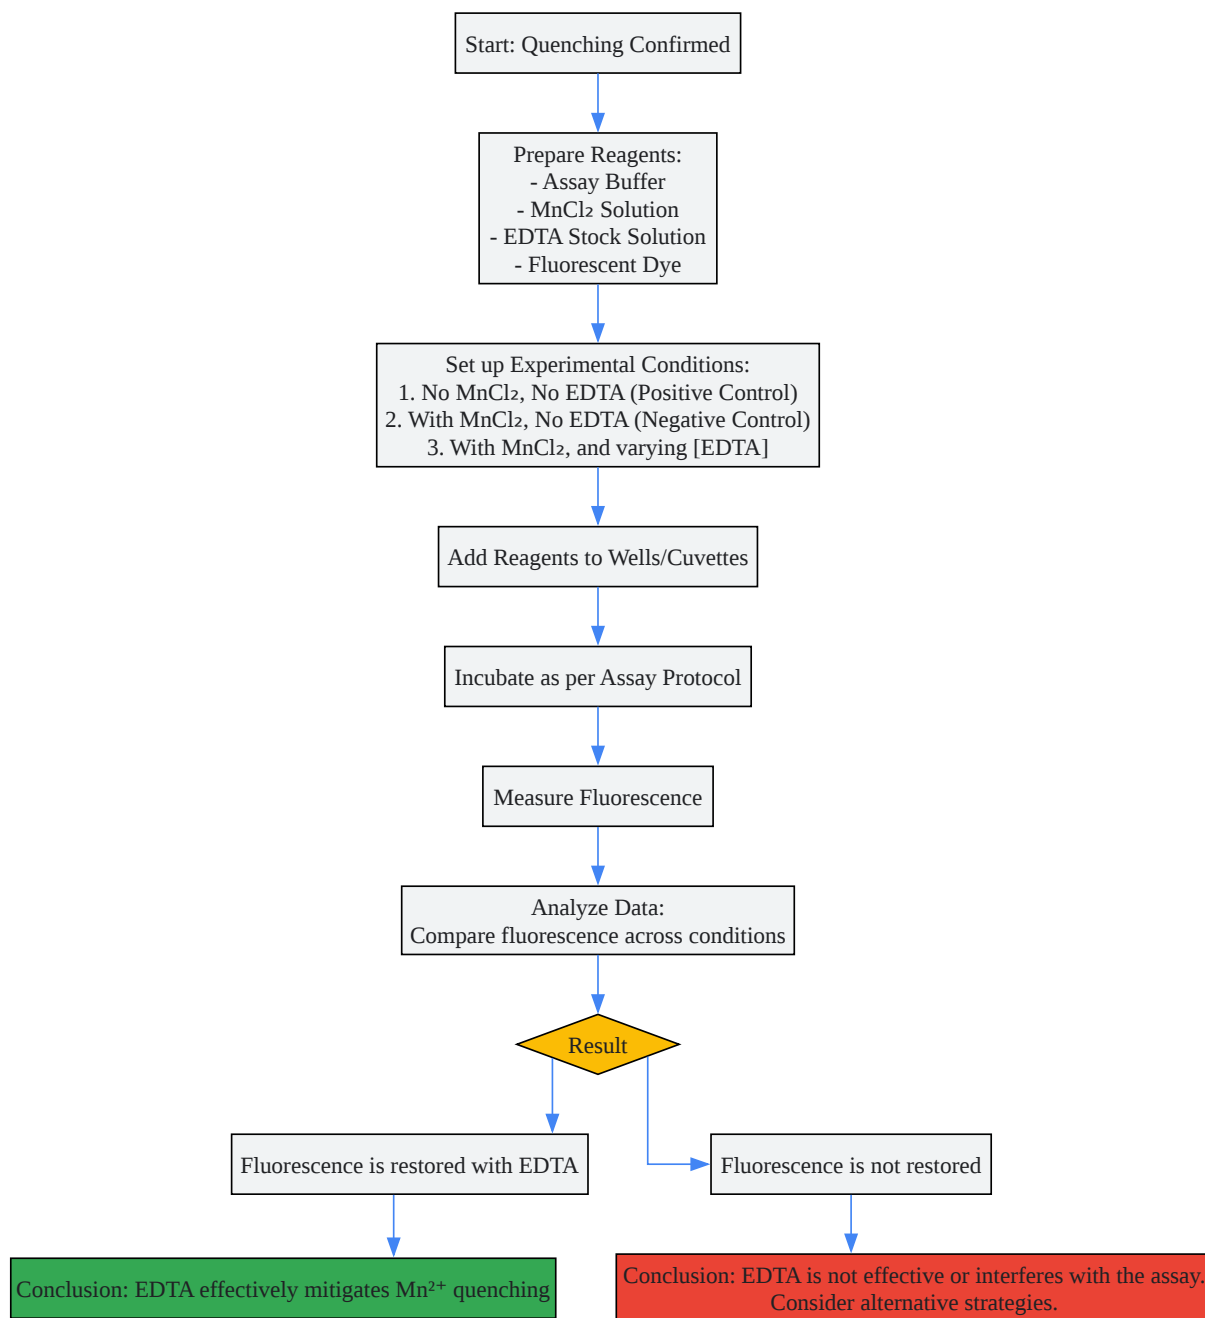 Start: Quenching Confirmed
Prepare Reagents:
- Assay Buffer
- MnCl₂ Solution
- EDTA Stock Solution
- Fluorescent Dye
Set up Experimental Conditions:
1. No MnCl₂, No EDTA (Positive Control)
2. With MnCl₂, No EDTA (Negative Control)
3. With MnCl₂, and varying [EDTA]
Add Reagents to Wells/Cuvettes
Incubate as per Assay Protocol
Measure Fluorescence
Analyze Data:
Compare fluorescence across conditions
Result
Fluorescence is restored with EDTA
Fluorescence is not restored
Conclusion: EDTA effectively mitigates Mn²⁺ quenching
Conclusion: EDTA is not effective or interferes with the assay.
Consider alternative strategies.